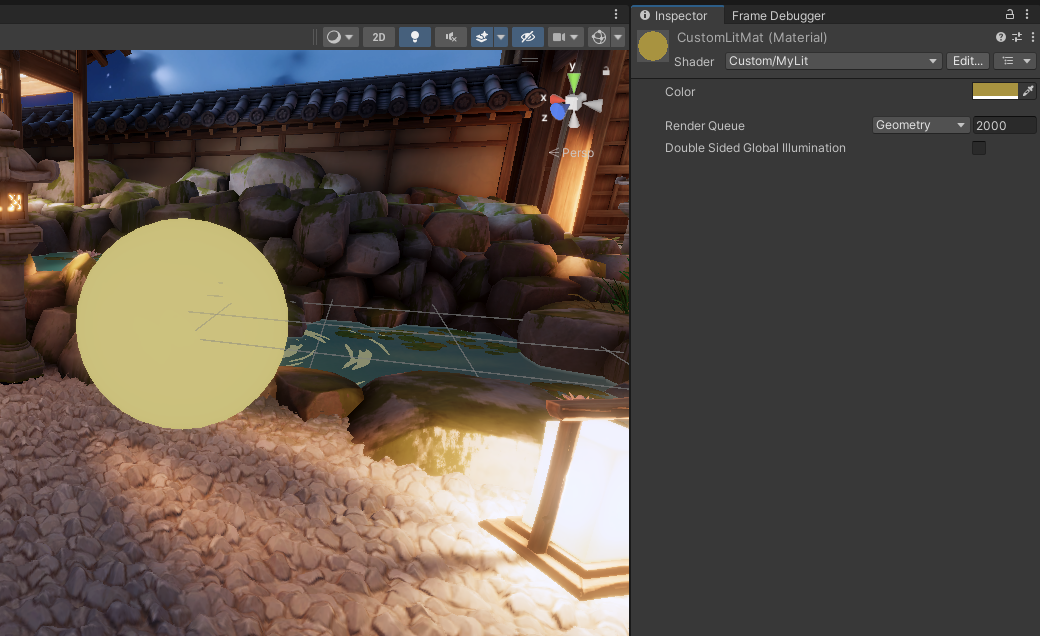 Inspector
Frame Debugger
2D
CustomLitMat (Material)
Shader
Custom/MyLit
Edit...
y
x
z
Persp
Color
Render Queue
Geometry
2000
Double Sided Global Illumination